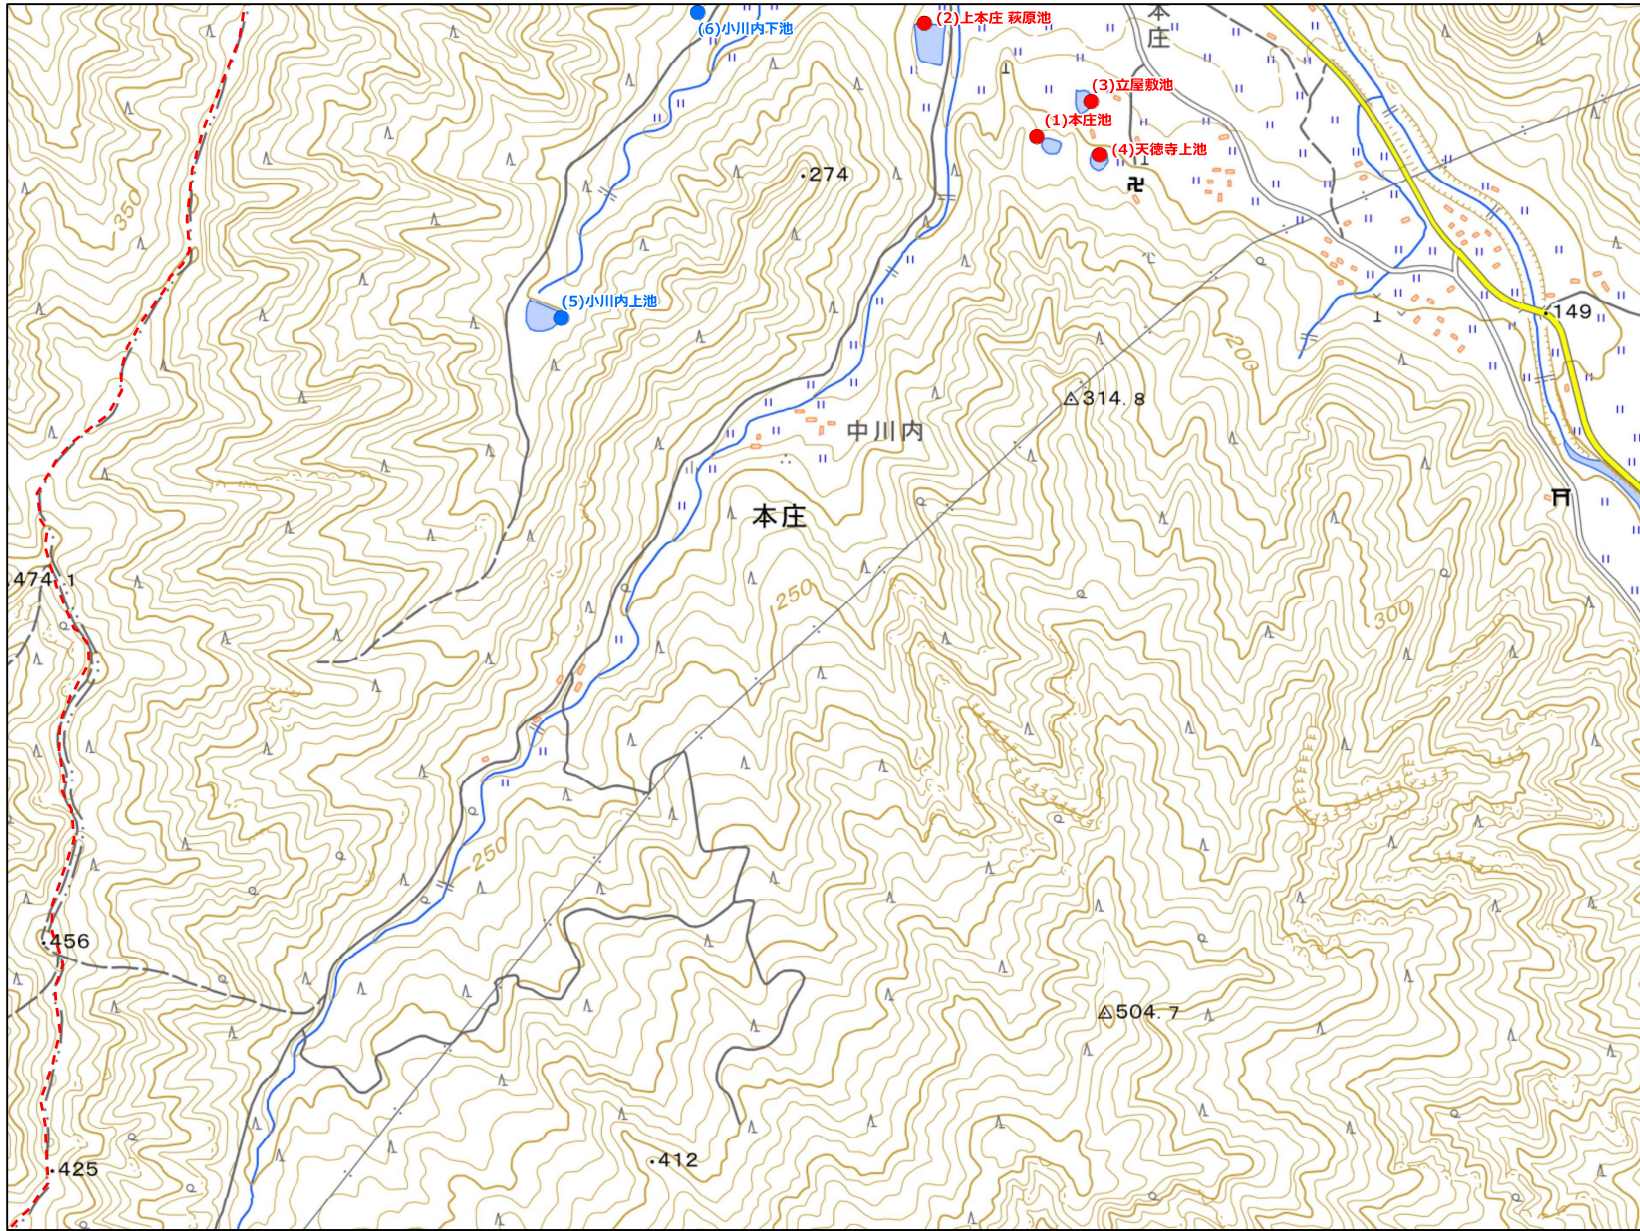 (6)小川内下池
(2)上本庄 萩原池
本庄
(3)立屋敷池
(1)本庄池
(4)天徳寺上池
274
350
(5)小川内上池
149
200
314.8
中川内
本庄
474.1
250
300
250
456
504.7
412
425